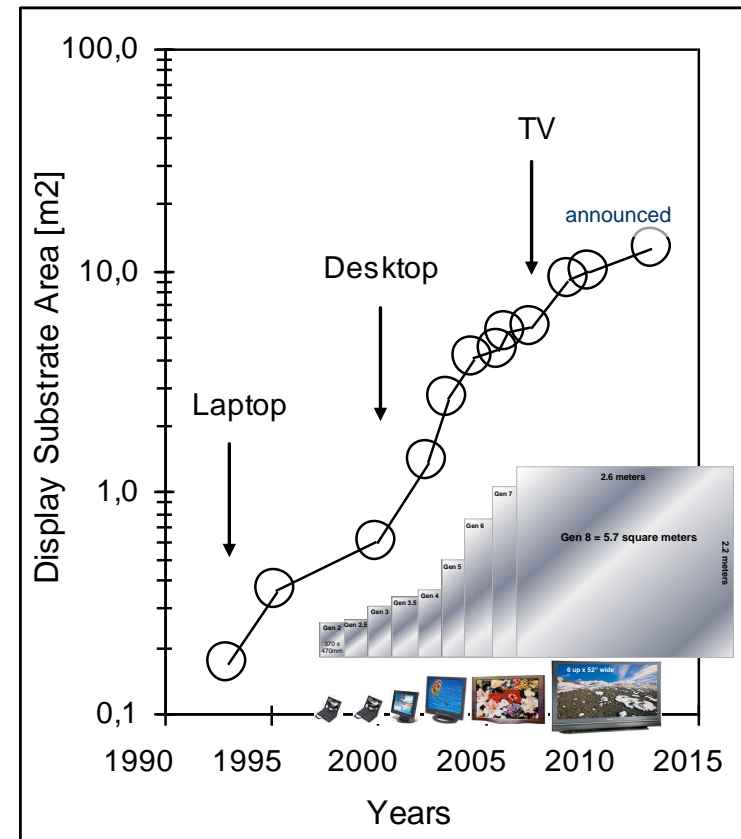 100,0
10,0
1,0
0,1
Display Substrate Area [m2]
TV
announced
Desktop
Laptop
2.6 meters
Gen 8 = 5.7 square meters
2.2 meters
Gen 7
Gen 6
Gen 5
Gen 4
Gen 3.5
Gen 3
Gen 2.5
Gen 2
370 x
470mm
6 up x 52" wide
1990 1995 2000 2005 2010 2015
Years